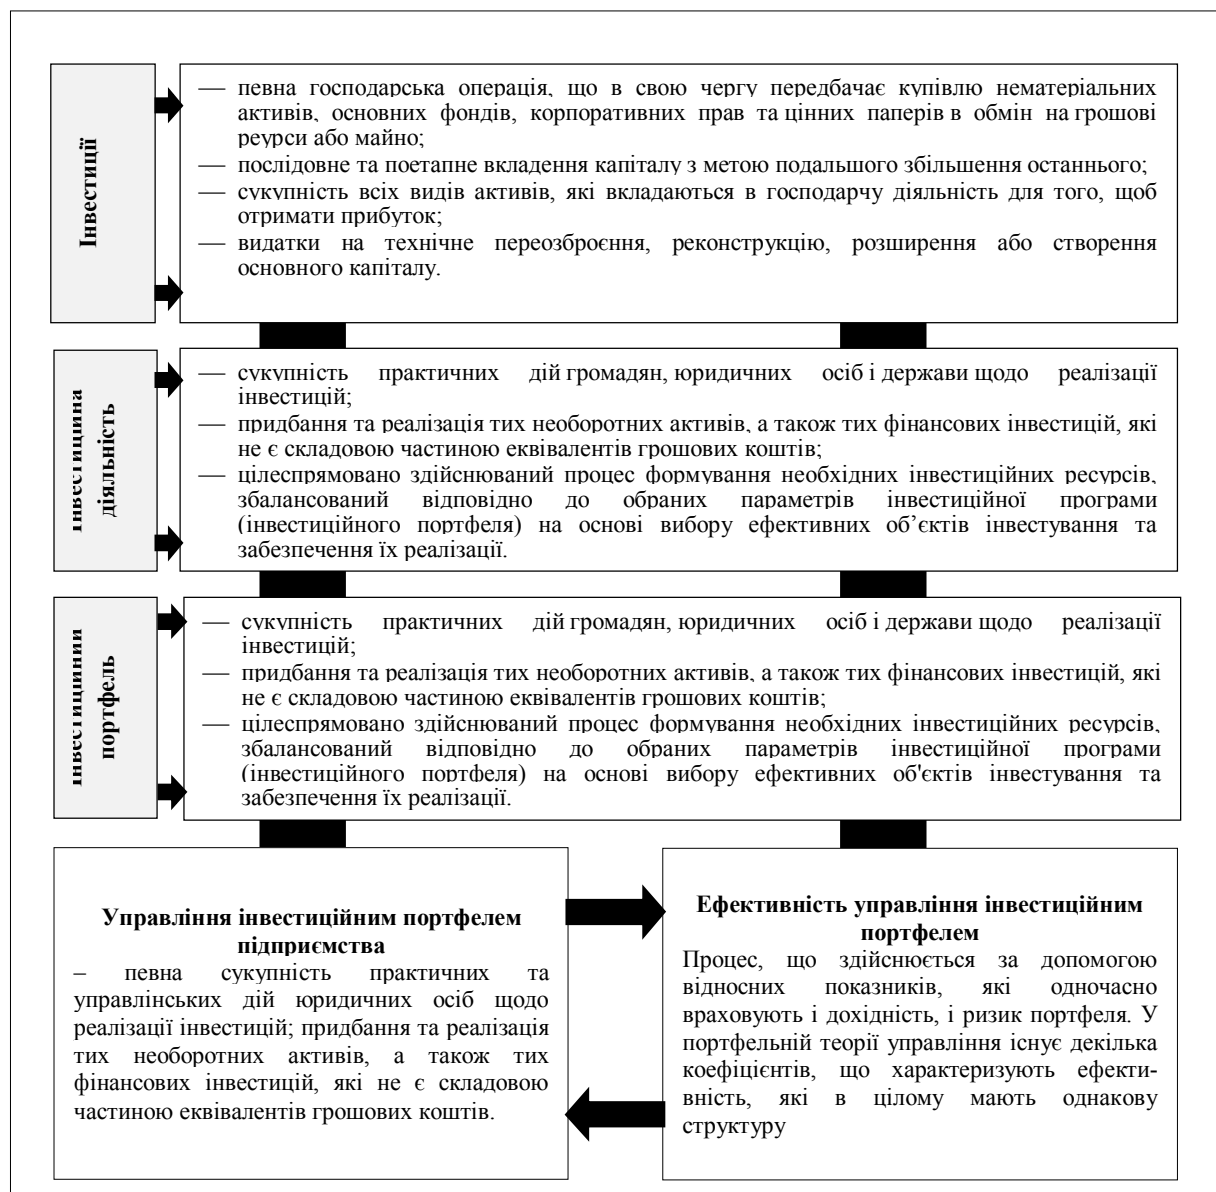 Інвестиції
— певна господарська операція, що в свою чергу передбачає купівлю нематеріальних
активів, основних фондів, корпоративних прав та цінних паперів в обмін на грошові
реурси або майно;
— послідовне та поетапне вкладення капіталу з метою подальшого збільшення останнього;
— сукупність всіх видів активів, які вкладаються в господарчу діяльність для того, щоб
отримати прибуток;
— видатки на технічне переозброєння, реконструкцію, розширення або створення
основного капіталу.
Інвестиційна
діяльність
— сукупність практичних дій громадян, юридичних осіб і держави щодо реалізації
інвестицій;
— придбання та реалізація тих необоротних активів, а також тих фінансових інвестицій, які
не є складовою частиною еквівалентів грошових коштів;
— цілеспрямовано здійснюваний процес формування необхідних інвестиційних ресурсів,
збалансований відповідно до обраних параметрів інвестиційної програми
(інвестиційного портфеля) на основі вибору ефективних об’єктів інвестування та
забезпечення їх реалізації.
Інвестиційний
портфель
— сукупність практичних дій громадян, юридичних осіб і держави щодо реалізації
інвестицій;
— придбання та реалізація тих необоротних активів, а також тих фінансових інвестицій, які
не є складовою частиною еквівалентів грошових коштів;
— цілеспрямовано здійснюваний процес формування необхідних інвестиційних ресурсів,
збалансований відповідно до обраних параметрів інвестиційної програми
(інвестиційного портфеля) на основі вибору ефективних об'єктів інвестування та
забезпечення їх реалізації.
Управління інвестиційним портфелем
підприємства
– певна сукупність практичних та
управлінських дій юридичних осіб щодо
реалізації інвестицій; придбання та реалізація
тих необоротних активів, а також тих
фінансових інвестицій, які не є складовою
частиною еквівалентів грошових коштів.
Ефективність управління інвестиційним
портфелем
Процес, що здійснюється за допомогою
відносних показників, які одночасно
враховують і дохідність, і ризик портфеля. У
портфельній теорії управління існує декілька
коефіцієнтів, що характеризують ефекти-
вність, які в цілому мають однакову
структуру